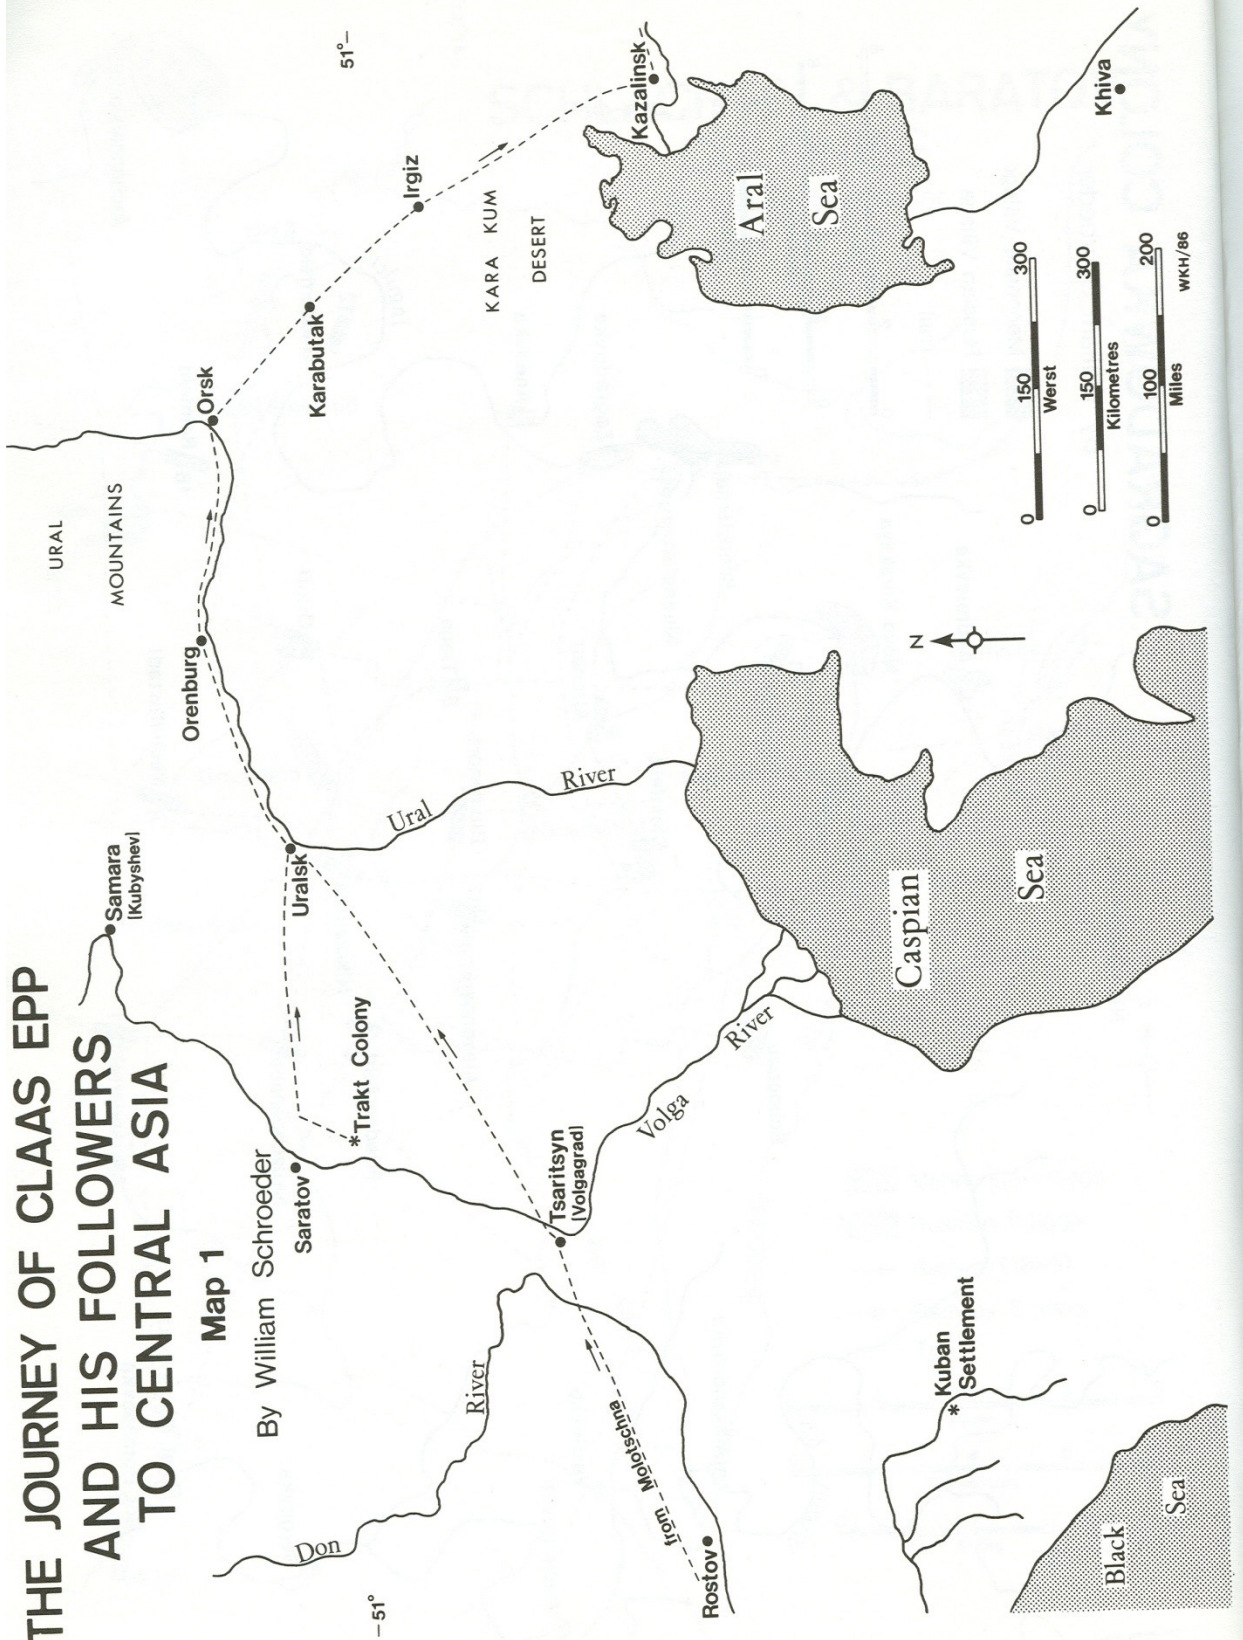 THE JOURNEY OF CLAAS EPP
AND HIS FOLLOWERS
TO CENTRAL ASIA
Map 1
By William Schroeder
51°
51°
URAL
MOUNTAINS
Samara
[Kubyshev]
Orenburg
Orsk
Saratov
Uralsk
Karabutak
*Trakt Colony
Irgiz
Ural
River
KARA KUM
DESERT
Kazalinsk
Don
River
Tsaritsyn
[Volgagrad]
Volga
River
from Molotschna
Rostov
Aral
Sea
Caspian
Sea
Khiva
Kuban
Settlement
*
Black
Sea
N
0 150 300
Werst
0 150 300
Kilometres
0 100 200
Miles
WKH/86